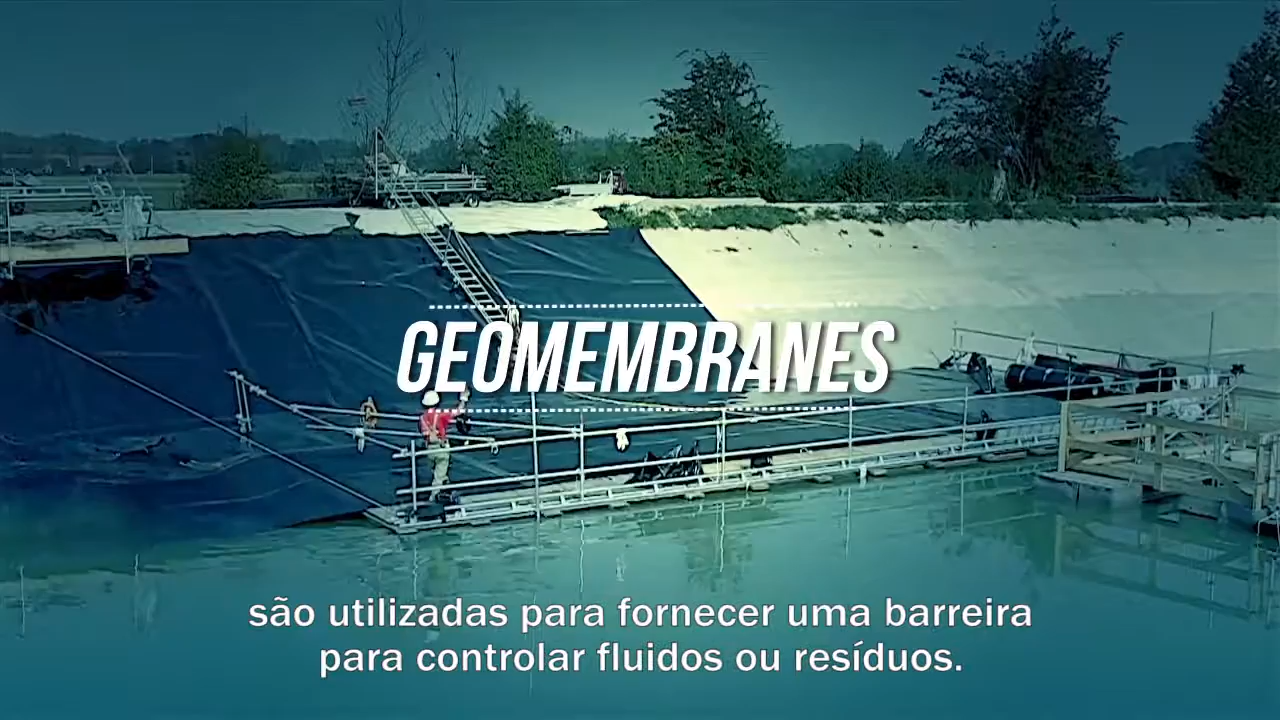 GEOMEMBRANES
são utilizadas para fornecer uma barreira
para controlar fluidos ou resíduos.